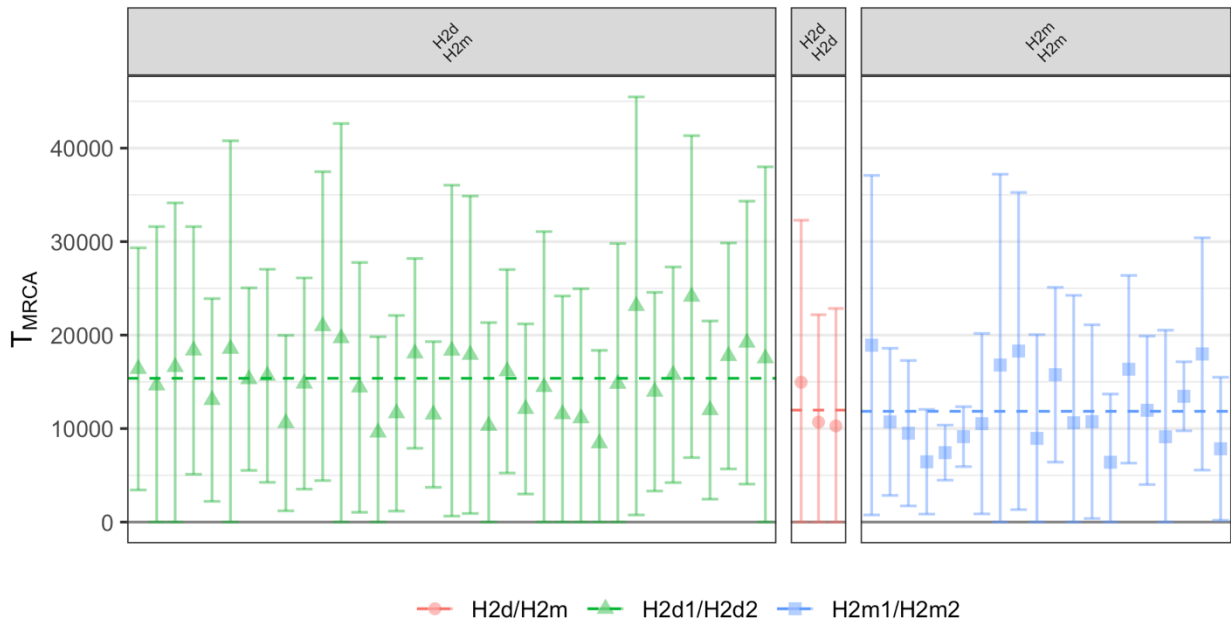 H2d
H2m
H2d
H2d
H2m
H2m
TMRCA
40000
30000
20000
10000
0
H2d/H2m
H2d1/H2d2
H2m1/H2m2